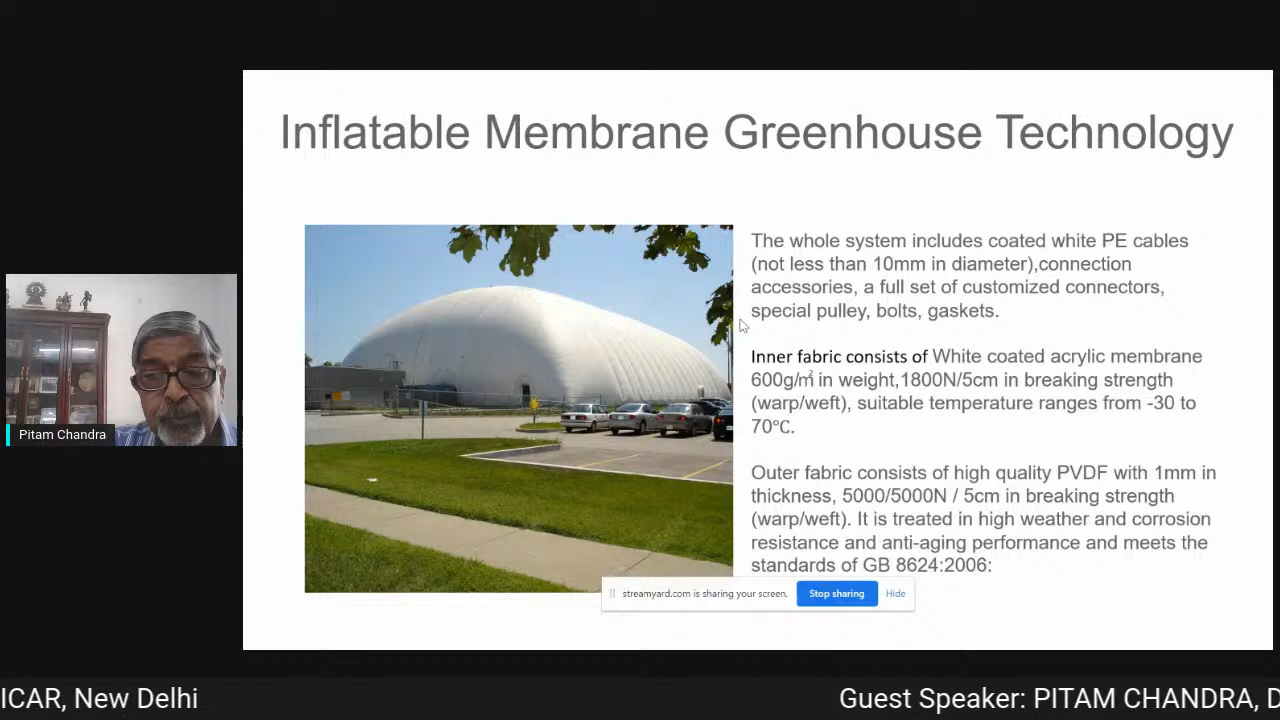 Inflatable Membrane Greenhouse Technology
The whole system includes coated white PE cables
(not less than 10mm in diameter),connection
accessories, a full set of customized connectors,
special pulley, bolts, gaskets.
Inner fabric consists of White coated acrylic membrane
600g/㎡ in weight,1800N/5cm in breaking strength
(warp/weft), suitable temperature ranges from -30 to
70℃.
Outer fabric consists of high quality PVDF with 1mm in
thickness, 5000/5000N / 5cm in breaking strength
(warp/weft). It is treated in high weather and corrosion
resistance and anti-aging performance and meets the
standards of GB 8624:2006:
Pitam Chandra
streamyard.com is sharing your screen. Stop sharing Hide
ICAR, New Delhi Guest Speaker: PITAM CHANDRA, D